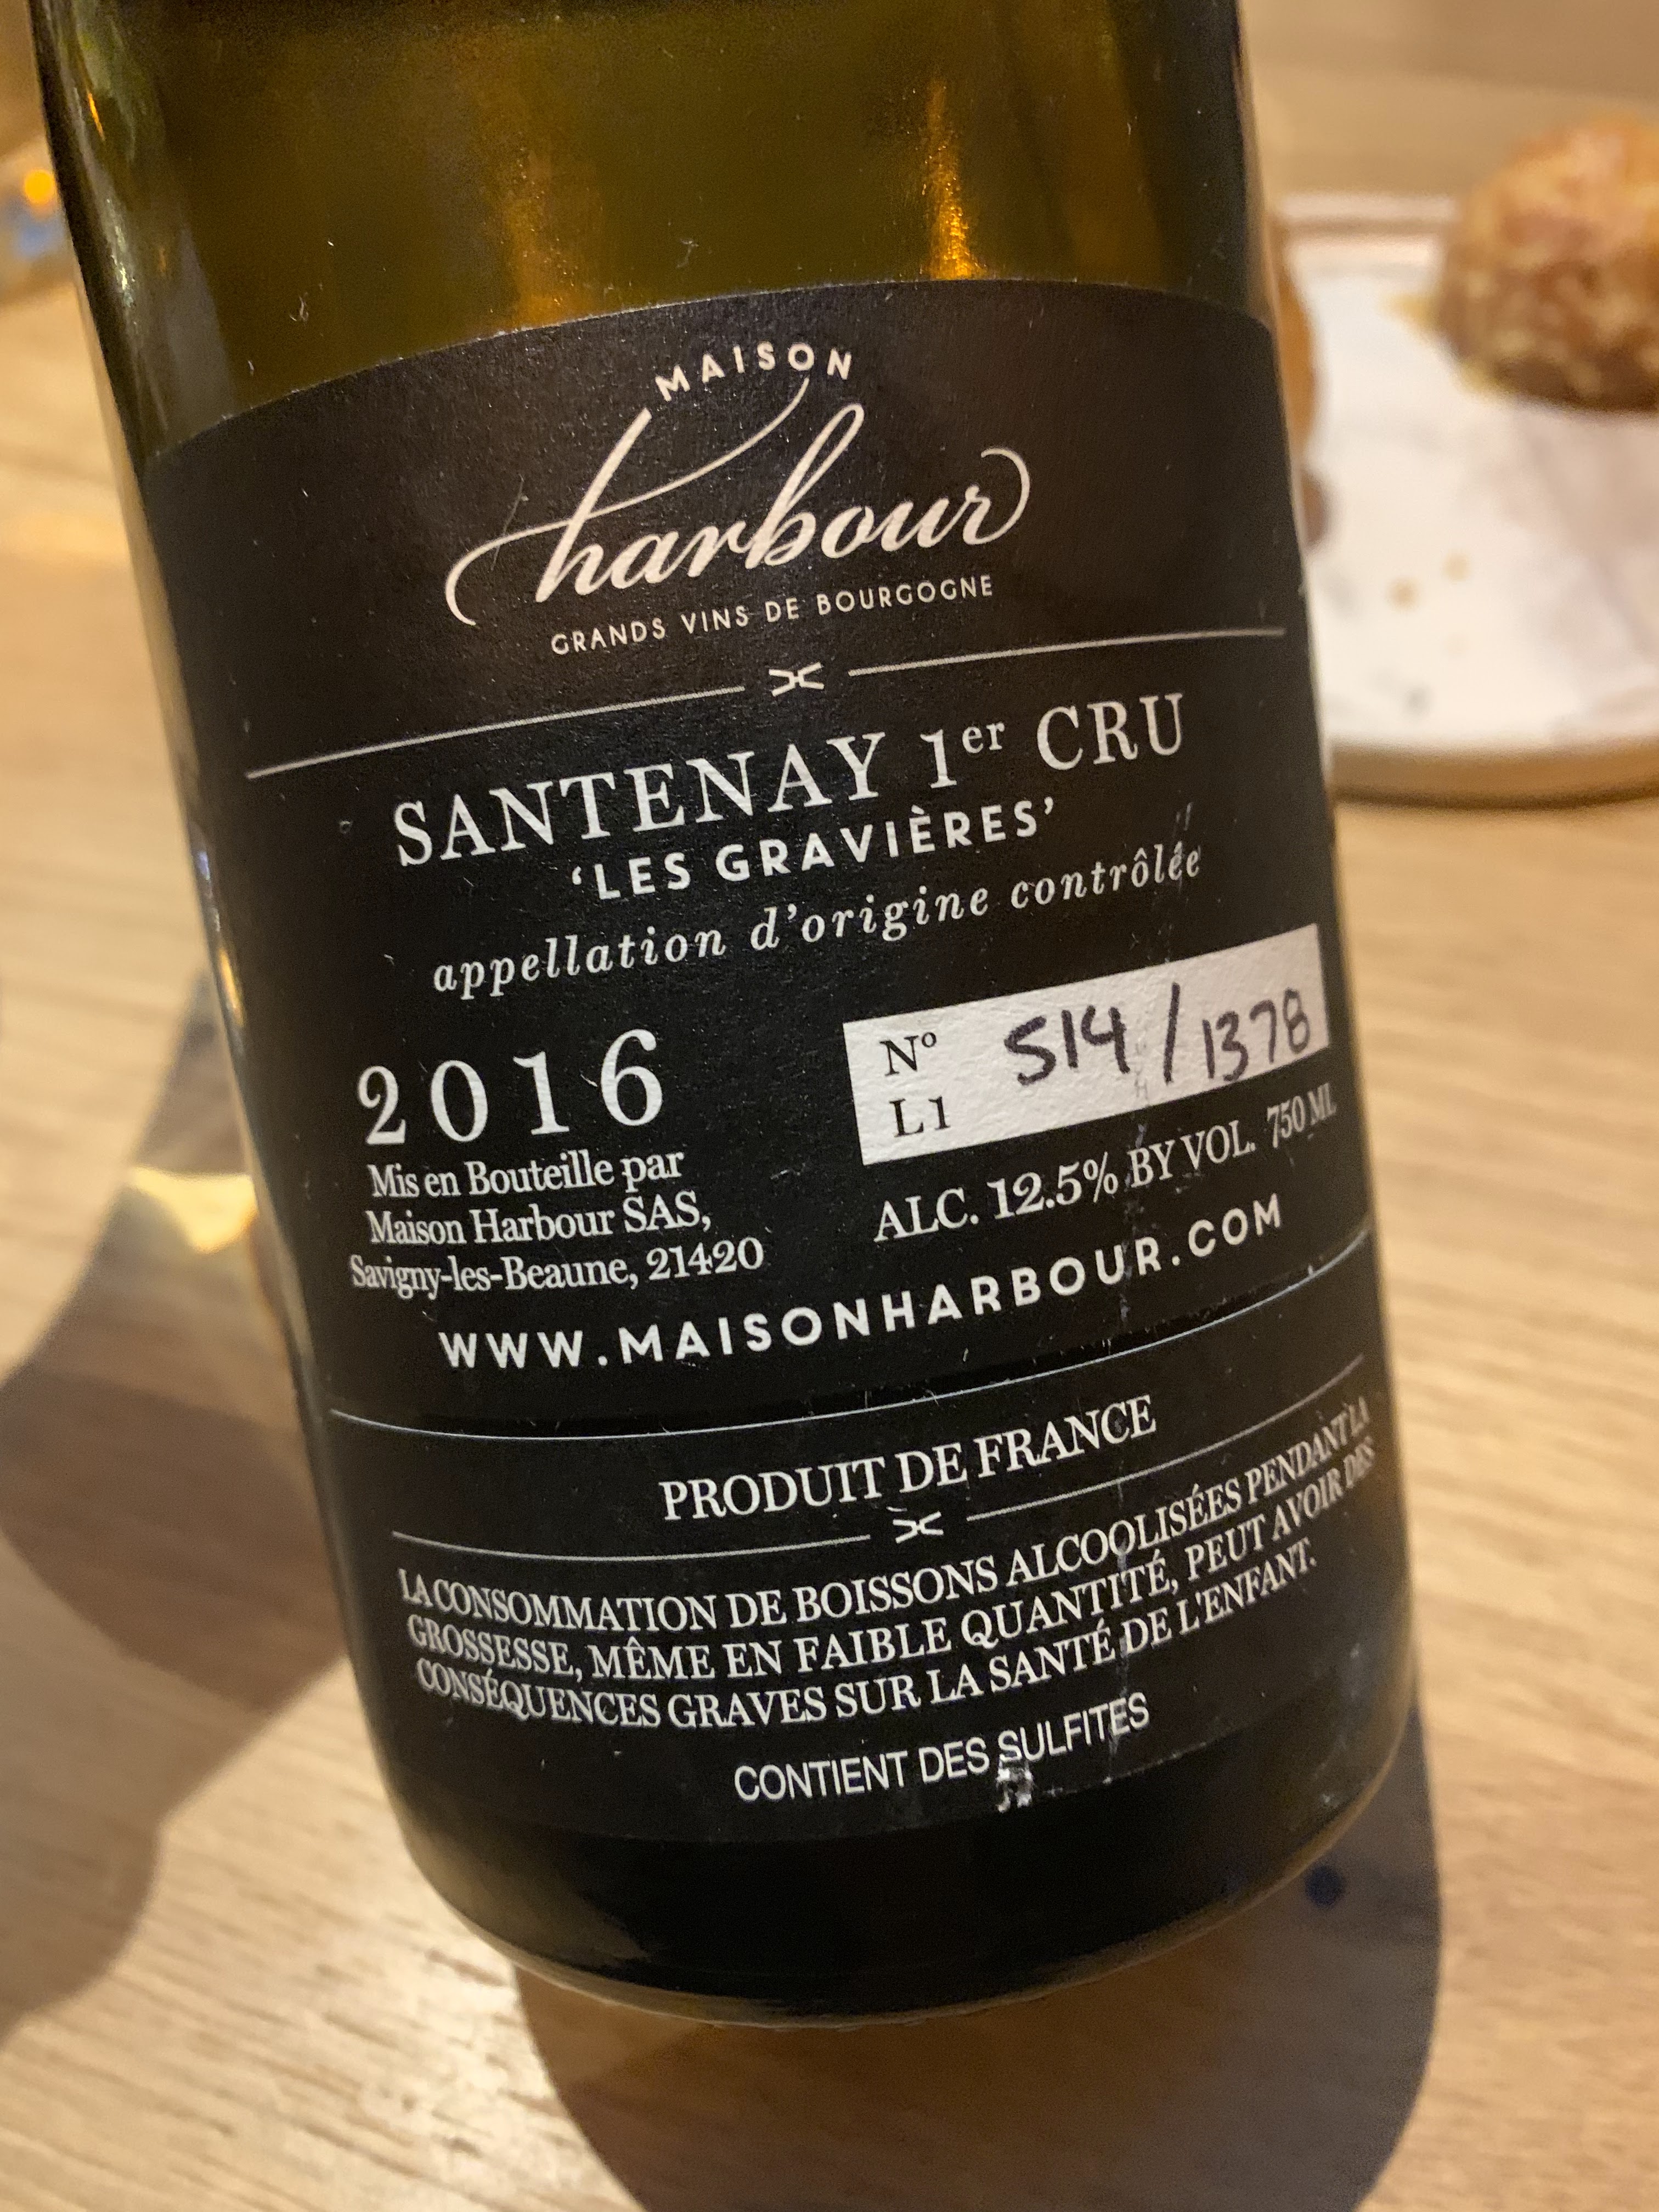 MAISON
harbour
GRANDS VINS DE BOURGOGNE
SANTENAY 1er CRU
‘LES GRAVIÈRES’
appellation d’origine contrôlée
2016
Nº 514 / 1378
L1
Mis en Bouteille par
Maison Harbour SAS,
Savigny-les-Beaune, 21420
ALC. 12.5% BY VOL. 750 ML
WWW.MAISONHARBOUR.COM
PRODUIT DE FRANCE
LA CONSOMMATION DE BOISSONS ALCOOLISÉES PENDANT LA
GROSSESSE, MÊME EN FAIBLE QUANTITÉ, PEUT AVOIR DES
CONSÉQUENCES GRAVES SUR LA SANTÉ DE L'ENFANT.
CONTIENT DES SULFITES